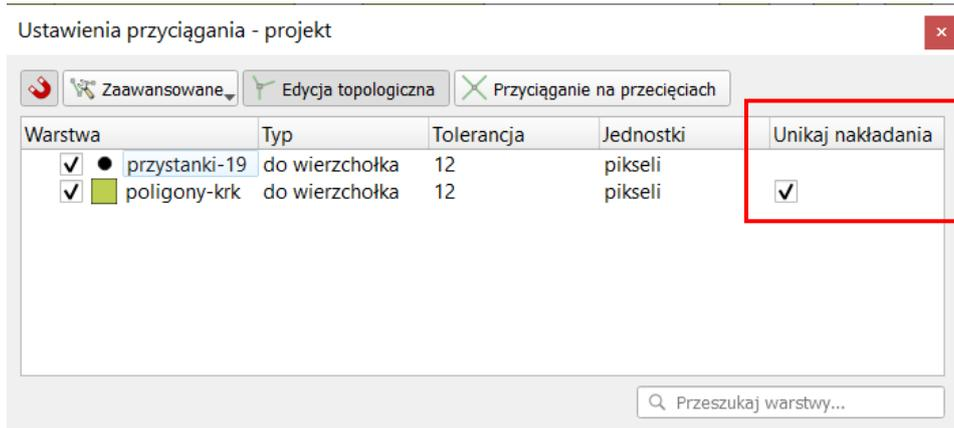 Ustawienia przyciągania - projekt
Zaawansowane Edycja topologiczna Przyciąganie na przecięciach
Warstwa Typ Tolerancja Jednostki Unikaj nakładania
przystanki-19 do wierzchołka 12 pikseli
poligony-krk do wierzchołka 12 pikseli
Przeszukaj warstwy...